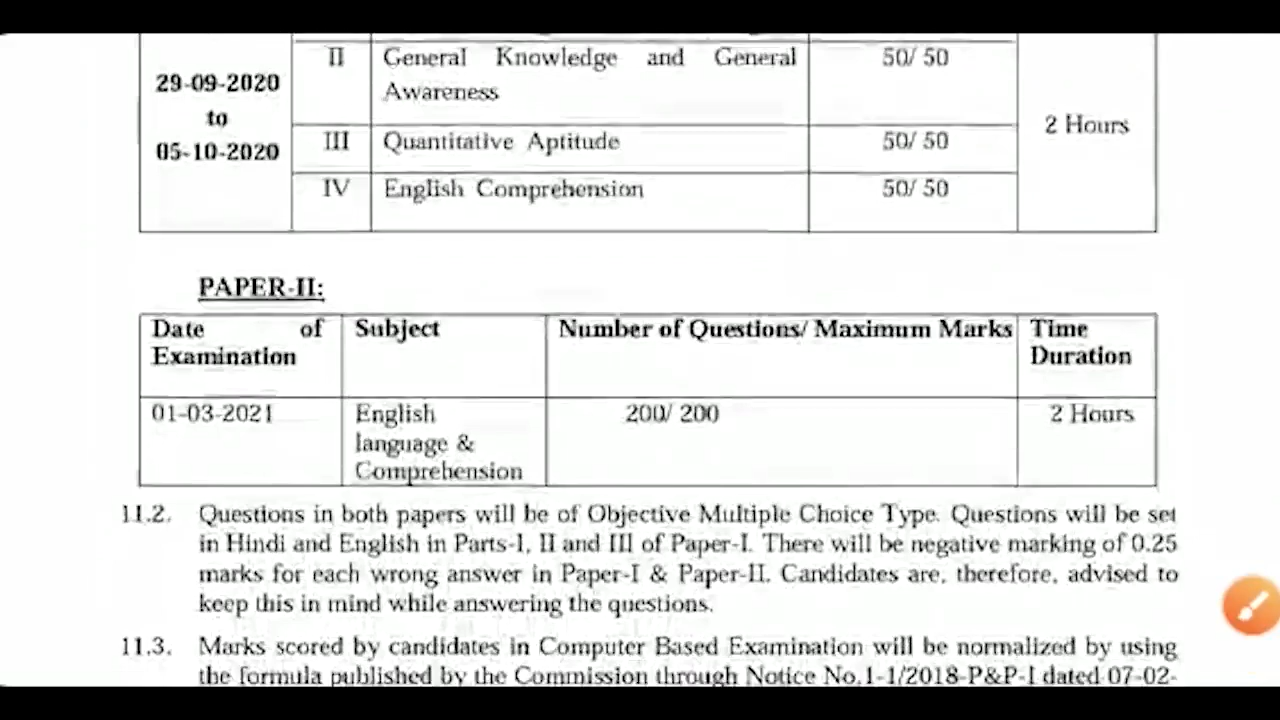 II General Knowledge and General 50/ 50
Awareness
29-09-2020
to
05-10-2020
2 Hours
III Quantitative Aptitude 50/ 50
IV English Comprehension 50/ 50
PAPER-II:
Date of Subject Number of Questions/ Maximum Marks Time
Examination Duration
01-03-2021 English 200/ 200 2 Hours
language &
Comprehension
11.2. Questions in both papers will be of Objective Multiple Choice Type. Questions will be set
in Hindi and English in Parts-I, II and III of Paper-I. There will be negative marking of 0.25
marks for each wrong answer in Paper-I & Paper-II. Candidates are, therefore, advised to
keep this in mind while answering the questions.
11.3. Marks scored by candidates in Computer Based Examination will be normalized by using
the formula published by the Commission through Notice No.1-1/2018-P&P-I dated 07-02-